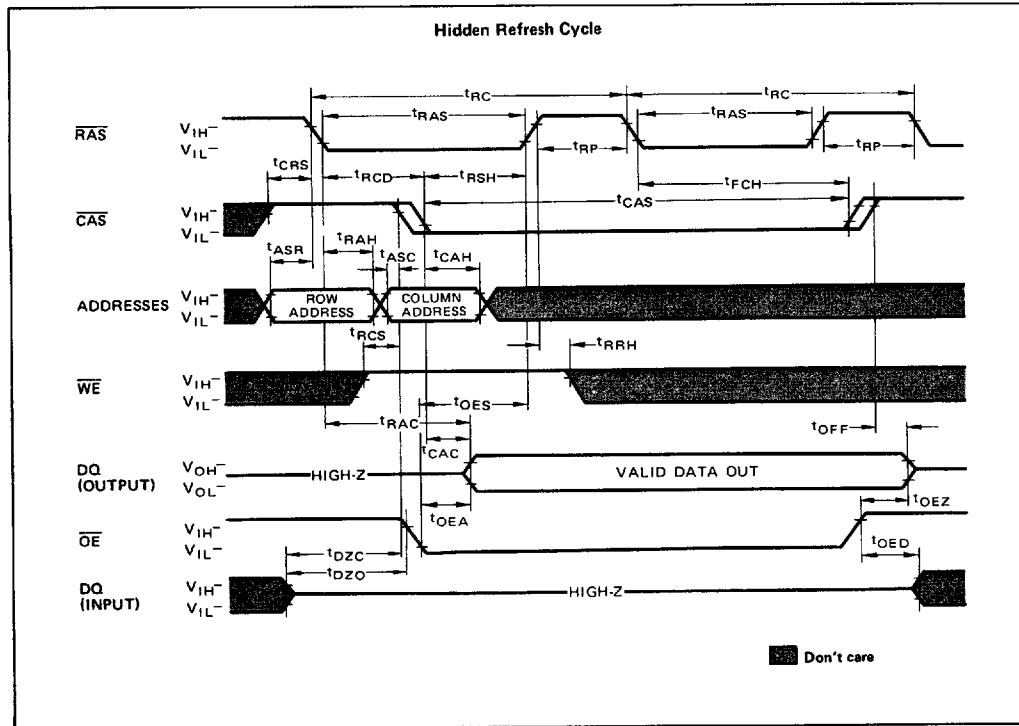 Hidden Refresh Cycle
tRC tRC
tRAS tRAS
RAS VIH- VIL-
tRP tRP
tCRS tRCD tRSH tFCH
tCAS
CAS VIH- VIL-
tASR tRAH tASC tCAH
ADDRESSES VIH- VIL- ROW ADDRESS COLUMN ADDRESS
tRCS tRRH
WE VIH- VIL-
tOES
tRAC tOFF
tCAC
DQ (OUTPUT) VOH- VOL- HIGH-Z VALID DATA OUT
tOEA tOEZ
OE VIH- VIL-
tDZC tOED
tDZO
DQ (INPUT) VIH- VIL- HIGH-Z
Don't care